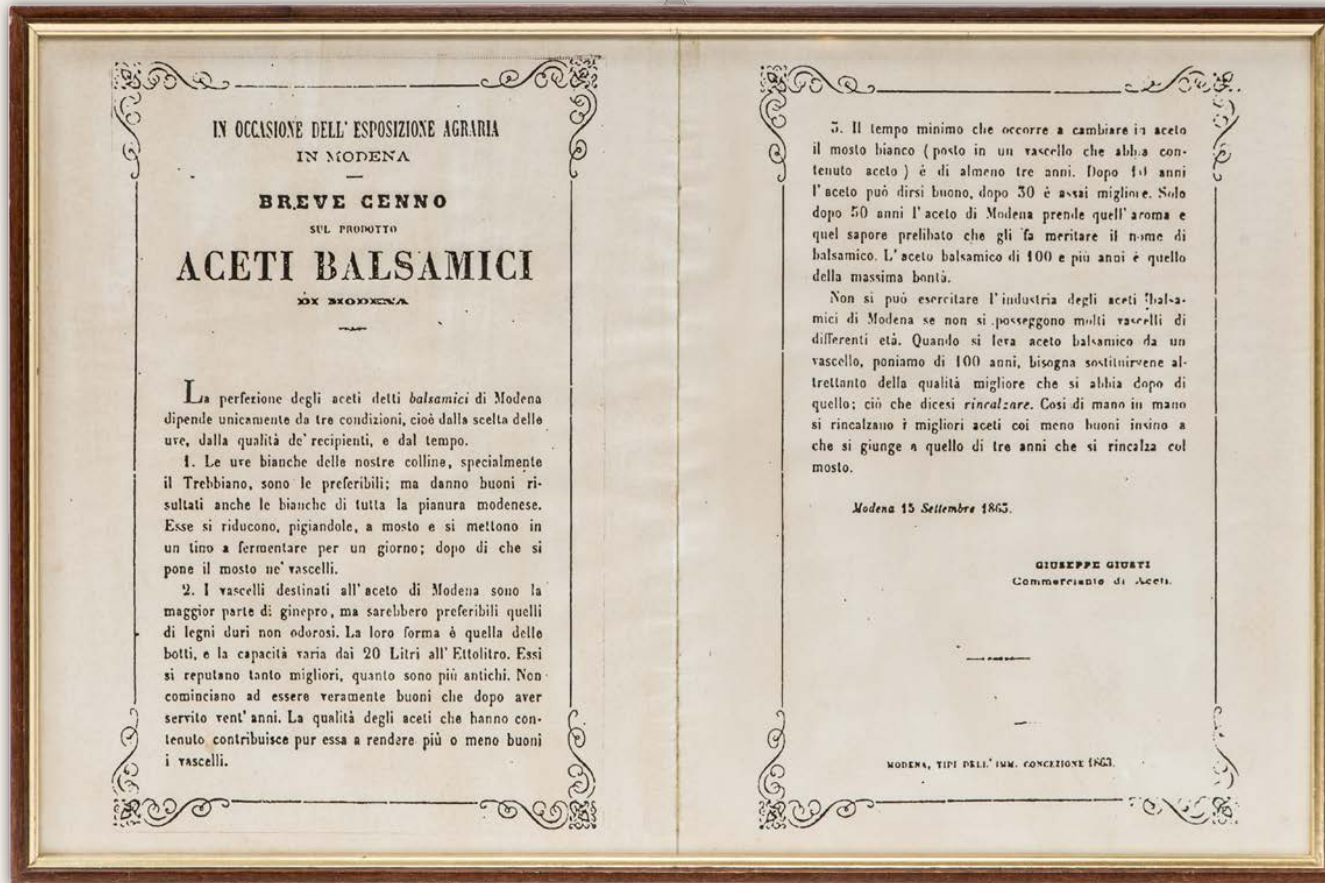 IN OCCASIONE DELL' ESPOSIZIONE AGRARIA
IN MODENA
BREVE CENNO
SUL PRODOTTO
ACETI BALSAMICI
DI MODENA
La perfezione degli aceti detti balsamici di Modena
dipende unicamente da tre condizioni, cioè dalla scelta delle
uve, dalla qualità de' recipienti, e dal tempo.
1. Le uve bianche delle nostre colline, specialmente
il Trebbiano, sono le preferibili; ma danno buoni ri-
sultati anche le bianche di tutta la pianura modenese.
Esse si riducono, pigiandole, a mosto e si mettono in
un tino a fermentare per un giorno; dopo di che si
pone il mosto ne' vascelli.
2. I vascelli destinati all' aceto di Modena sono la
maggior parte di ginepro, ma sarebbero preferibili quelli
di legni duri non odorosi. La loro forma è quella delle
botti, e la capacità varia dai 20 Litri all' Ettolitro. Essi
si reputano tanto migliori, quanto sono più antichi. Non
cominciano ad essere veramente buoni che dopo aver
servito vent' anni. La qualità degli aceti che hanno con-
tenuto contribuisce pur essa a rendere più o meno buoni
i vascelli.
3. Il tempo minimo che occorre a cambiare in aceto
il mosto bianco (posto in un vascello che abbia con-
tenuto aceto) è di almeno tre anni. Dopo 10 anni
l' aceto può dirsi buono, dopo 30 è assai migliore. Solo
dopo 50 anni l' aceto di Modena prende quell' aroma e
quel sapore prelibato che gli fa meritare il nome di
balsamico. L' aceto balsamico di 100 e più anni è quello
della massima bontà.
Non si può esercitare l' industria degli aceti balsa-
mici di Modena se non si posseggono molti vascelli di
differenti età. Quando si leva aceto balsamico da un
vascello, poniamo di 100 anni, bisogna sostituirvene al-
trettanto della qualità migliore che si abbia dopo di
quello; ciò che dicesi rincalzare. Così di mano in mano
si rincalzano i migliori aceti coi meno buoni insino a
che si giunge a quello di tre anni che si rincalza col
mosto.
Modena 15 Settembre 1863.
GIUSEPPE GIUSTI
Commerciante di Aceti.
MODENA, TIPI DELL' IMM. CONCEZIONE 1863.